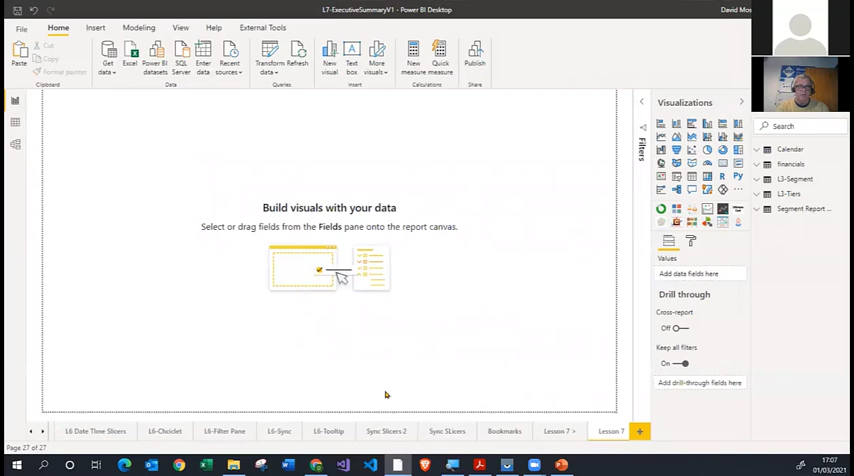 L7-ExecutiveSummaryV1 - Power BI Desktop
David Mos
File
Home
Insert
Modeling
View
Help
External Tools
Paste
Cut
Copy
Format painter
Clipboard
Get data
Excel
Power BI datasets
SQL Server
Enter data
Recent sources
Data
Transform data
Refresh
Queries
New visual
Text box
More visuals
Insert
New measure
Quick measure
Calculations
Publish
Share
Build visuals with your data
Select or drag fields from the Fields pane onto the report canvas.
Filters
Visualizations
R
Py
Values
Add data fields here
Drill through
Cross-report
Off
Keep all filters
On
Add drill-through fields here
Search
Calendar
financials
L3-Segment
L3-Tiers
Segment Report ...
L6 Date TIme Slicers
L6-Chiclet
L6-Filter Pane
L6-Sync
L6-Tooltip
Sync Slicers 2
Sync SLicers
Bookmarks
Lesson 7 >
Lesson 7
Page 27 of 27
17:07
01/03/2021